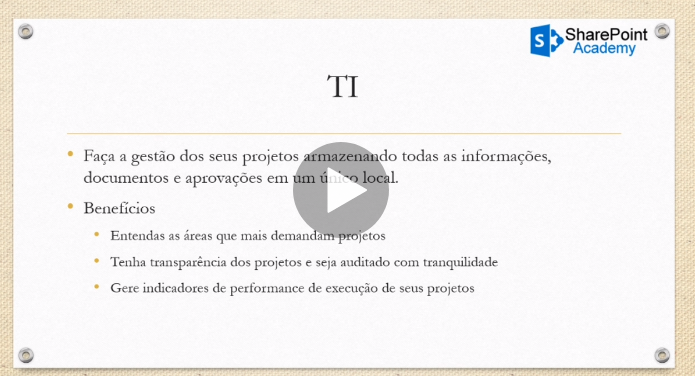 S
SharePoint
Academy
TI
Faça a gestão dos seus projetos armazenando todas as informações,
documentos e aprovações em um único local.
Benefícios
Entendas as áreas que mais demandam projetos
Tenha transparência dos projetos e seja auditado com tranquilidade
Gere indicadores de performance de execução de seus projetos